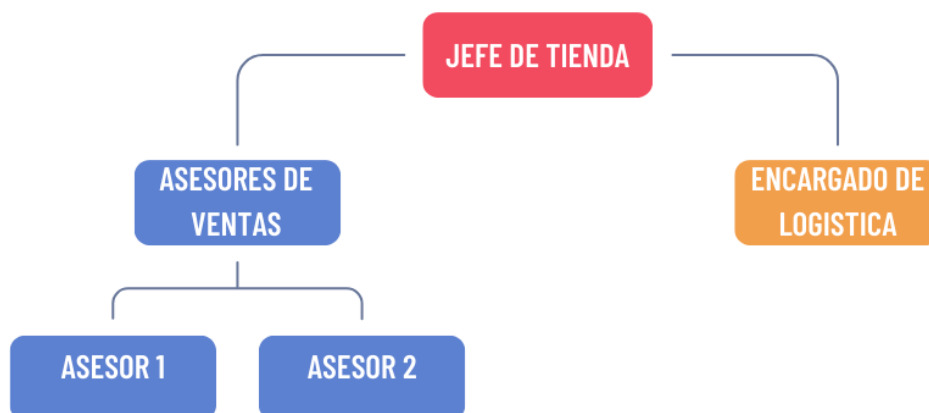 JEFE DE TIENDA
ASESORES DE
VENTAS
ENCARGADO DE
LOGISTICA
ASESOR 1
ASESOR 2